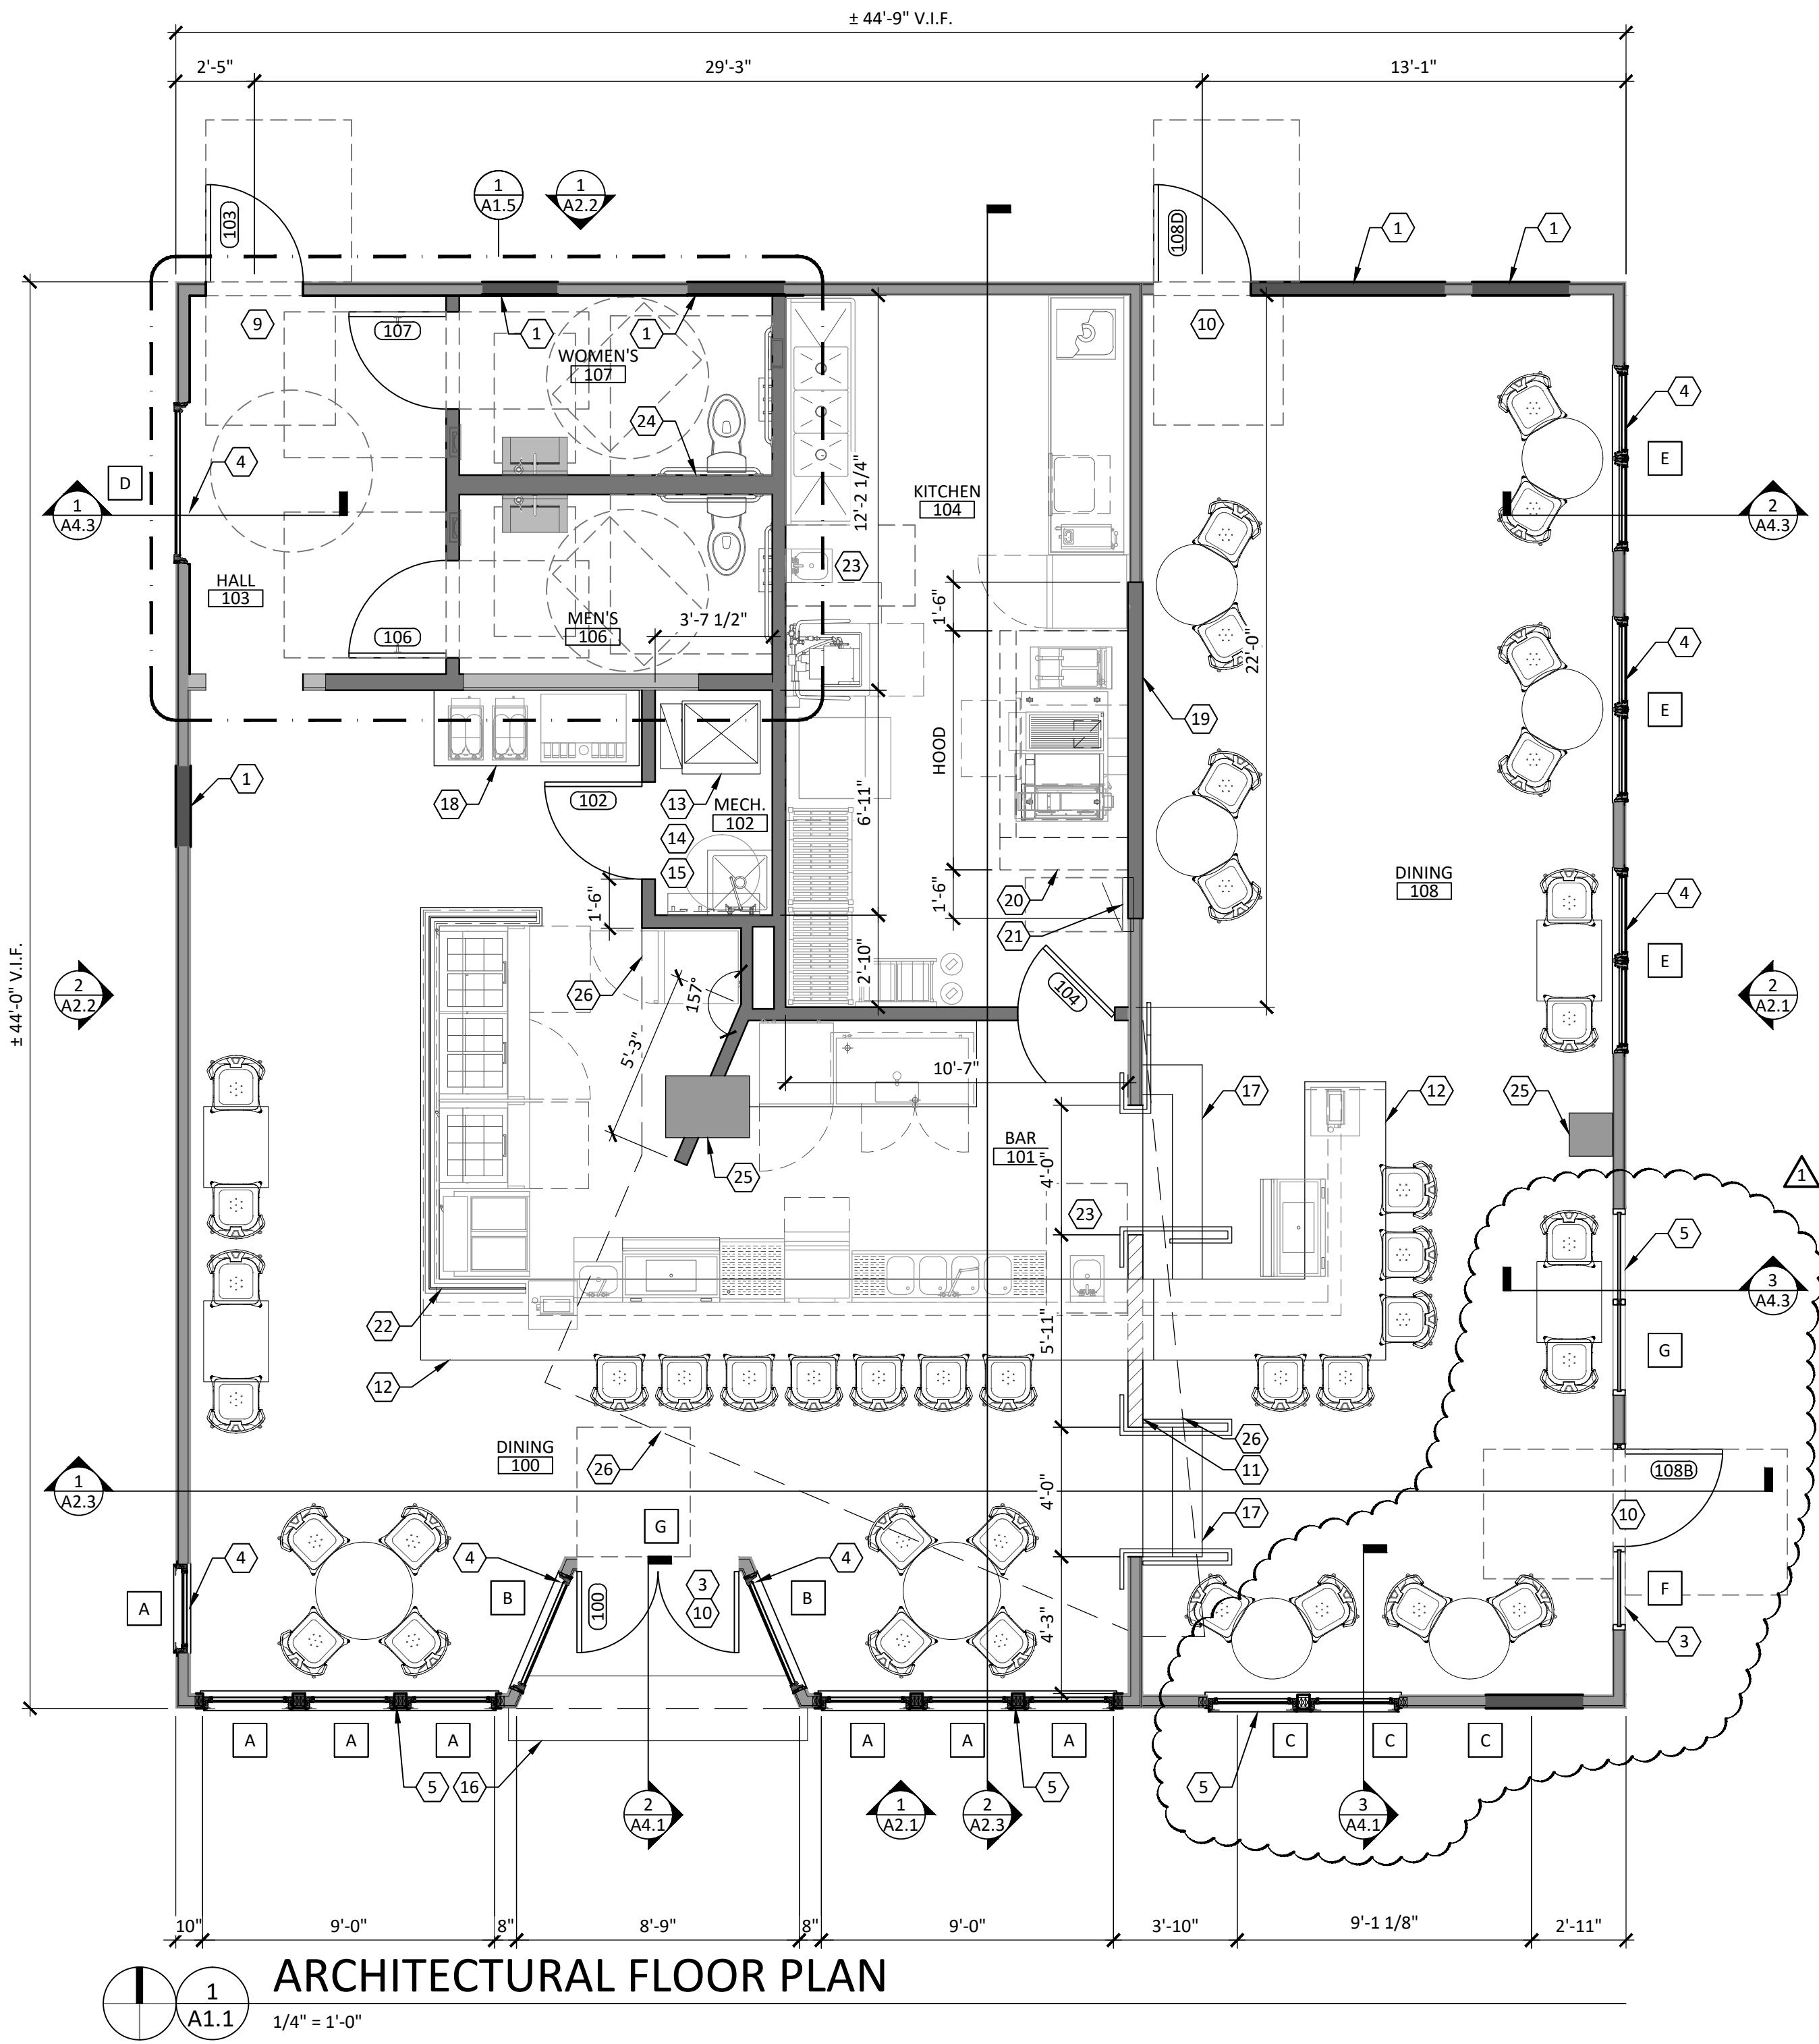 ± 44'-9" V.I.F.
2'-5"
29'-3"
13'-1"
1
A1.5
1
A2.2
103
108D
1
1
9
107
1
1
10
WOMEN'S
107
4
24
E
D
4
12'-2 1/4"
KITCHEN
104
1
A4.3
2
A4.3
23
HALL
103
1'-6"
MEN'S
106
3'-7 1/2"
106
22'-0"
4
E
19
HOOD
1
18
102
13
MECH.
102
6'-11"
14
15
1'-6"
1'-6"
20
DINING
108
4
21
E
± 44'-0" V.I.F.
2
A2.2
26
157°
2'-10"
104
2
A2.1
5'-3"
10'-7"
17
12
25
BAR
101
25
4'-0"
1
23
5
3
A4.3
22
5'-11"
G
12
DINING
100
26
26
11
108B
1
A2.3
4'-0"
17
10
G
4
4
3
10
A
B
100
B
F
4'-3"
3
A
A
A
A
A
A
C
C
C
5
16
5
5
2
A4.1
1
A2.1
2
A2.3
3
A4.1
10"
9'-0"
8"
8'-9"
8"
9'-0"
3'-10"
9'-1 1/8"
2'-11"
1
A1.1
ARCHITECTURAL FLOOR PLAN
1/4" = 1'-0"